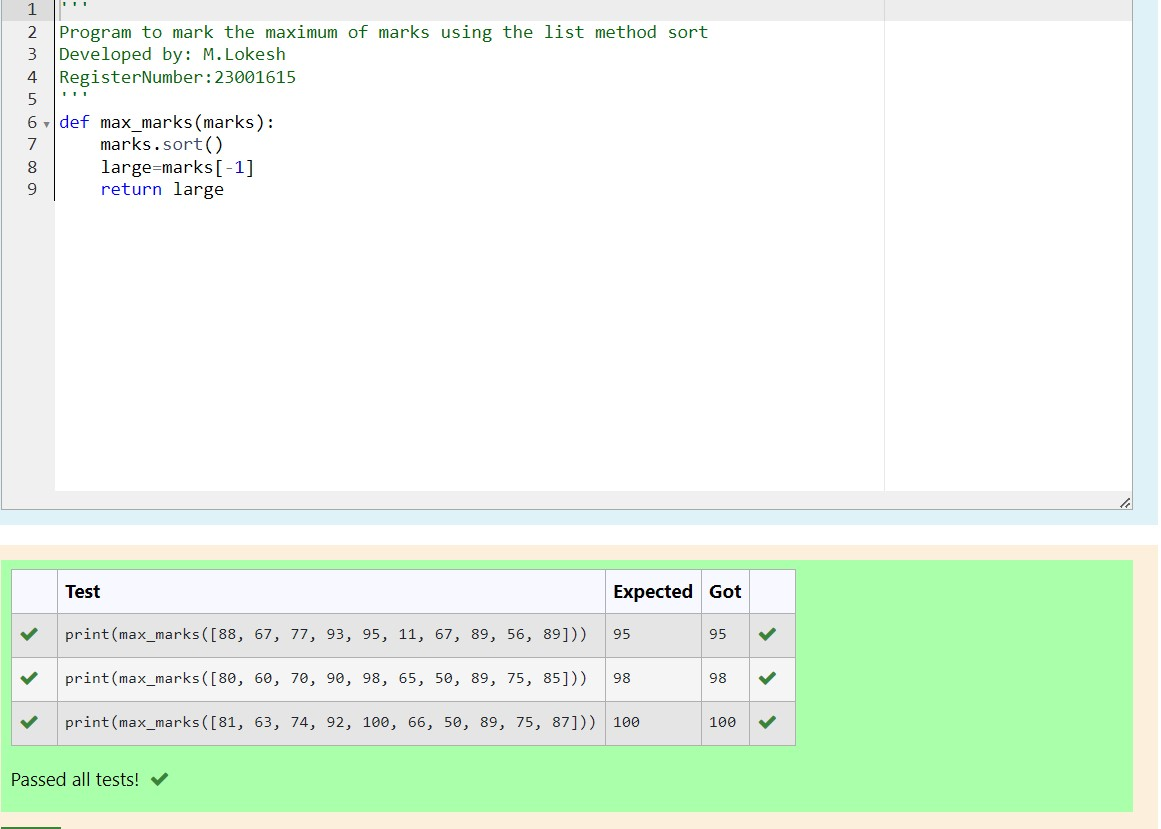 1 '''
2 Program to mark the maximum of marks using the list method sort
3 Developed by: M.Lokesh
4 RegisterNumber:23001615
5 '''
6 def max_marks(marks):
7     marks.sort()
8     large=marks[-1]
9     return large
Test Expected Got
print(max_marks([88, 67, 77, 93, 95, 11, 67, 89, 56, 89])) 95 95
print(max_marks([80, 60, 70, 90, 98, 65, 50, 89, 75, 85])) 98 98
print(max_marks([81, 63, 74, 92, 100, 66, 50, 89, 75, 87])) 100 100
Passed all tests!